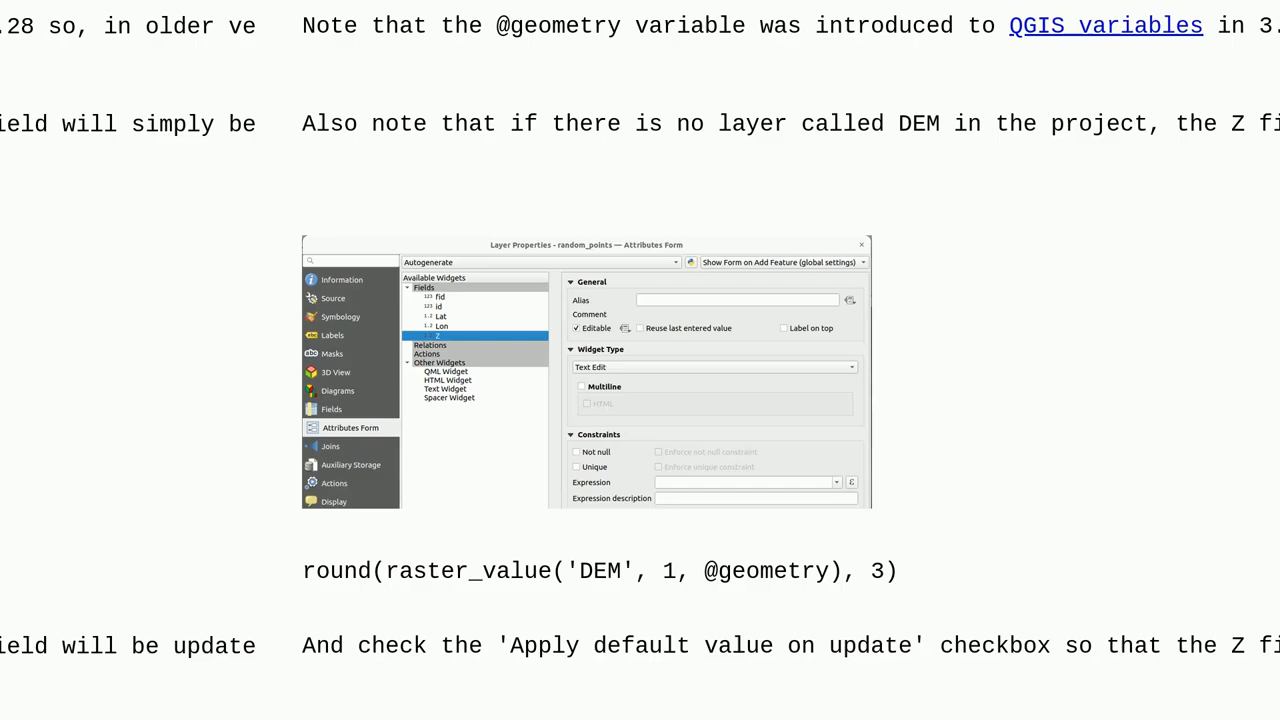 .28 so, in older ve
Note that the @geometry variable was introduced to QGIS variables in 3.
ield will simply be
Also note that if there is no layer called DEM in the project, the Z fi
Layer Properties - random_points — Attributes Form
Autogenerate
Show Form on Add Feature (global settings)
Information
Source
Symbology
Labels
Masks
3D View
Diagrams
Fields
Attributes Form
Joins
Auxiliary Storage
Actions
Display
Available Widgets
Fields
123 fid
123 id
1.2 Lat
1.2 Lon
Z
Relations
Actions
Other Widgets
QML Widget
HTML Widget
Text Widget
Spacer Widget
General
Alias
Comment
Editable
Reuse last entered value
Label on top
Widget Type
Text Edit
Multiline
HTML
Constraints
Not null
Enforce not null constraint
Unique
Enforce unique constraint
Expression
ε
Expression description
round(raster_value('DEM', 1, @geometry), 3)
ield will be update
And check the 'Apply default value on update' checkbox so that the Z fi